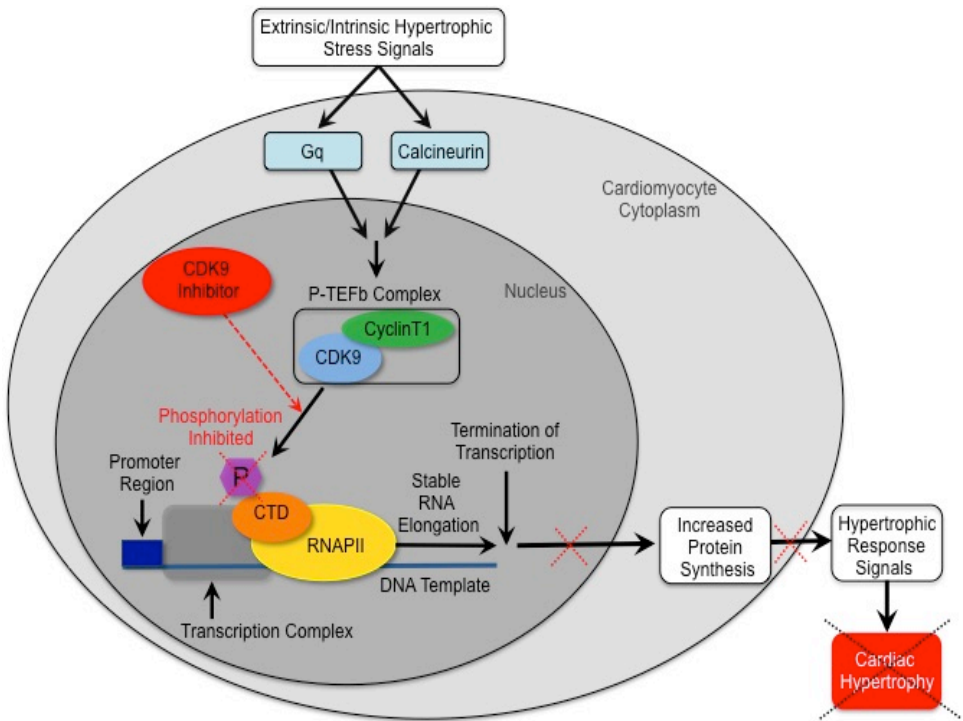 Extrinsic/Intrinsic Hypertrophic
Stress Signals
Gq
Calcineurin
Cardiomyocyte
Cytoplasm
CDK9
Inhibitor
Nucleus
P-TEFb Complex
CyclinT1
CDK9
Phosphorylation
Inhibited
Termination of
Transcription
Promoter
Region
P
Stable
RNA
Elongation
CTD
RNAPII
Increased
Protein
Synthesis
Hypertrophic
Response
Signals
DNA Template
Transcription Complex
Cardiac
Hypertrophy